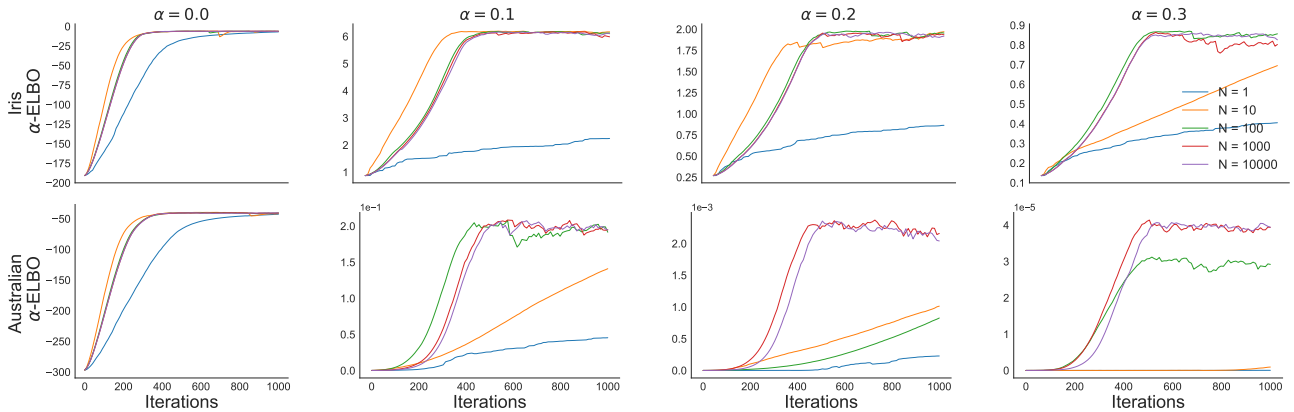 α = 0.0
α = 0.1
α = 0.2
α = 0.3
Iris
α-ELBO
0
−25
−50
−75
−100
−125
−150
−175
−200
6
5
4
3
2
1
2.00
1.75
1.50
1.25
1.00
0.75
0.50
0.25
0.9
0.8
0.7
0.6
0.5
0.4
0.3
0.2
0.1
N = 1
N = 10
N = 100
N = 1000
N = 10000
Australian
α-ELBO
−50
−100
−150
−200
−250
−300
0 200 400 600 800 1000
Iterations
1e−1
2.0
1.5
1.0
0.5
0.0
0 200 400 600 800 1000
Iterations
1e−3
2.0
1.5
1.0
0.5
0.0
0 200 400 600 800 1000
Iterations
1e−5
4
3
2
1
0
0 200 400 600 800 1000
Iterations